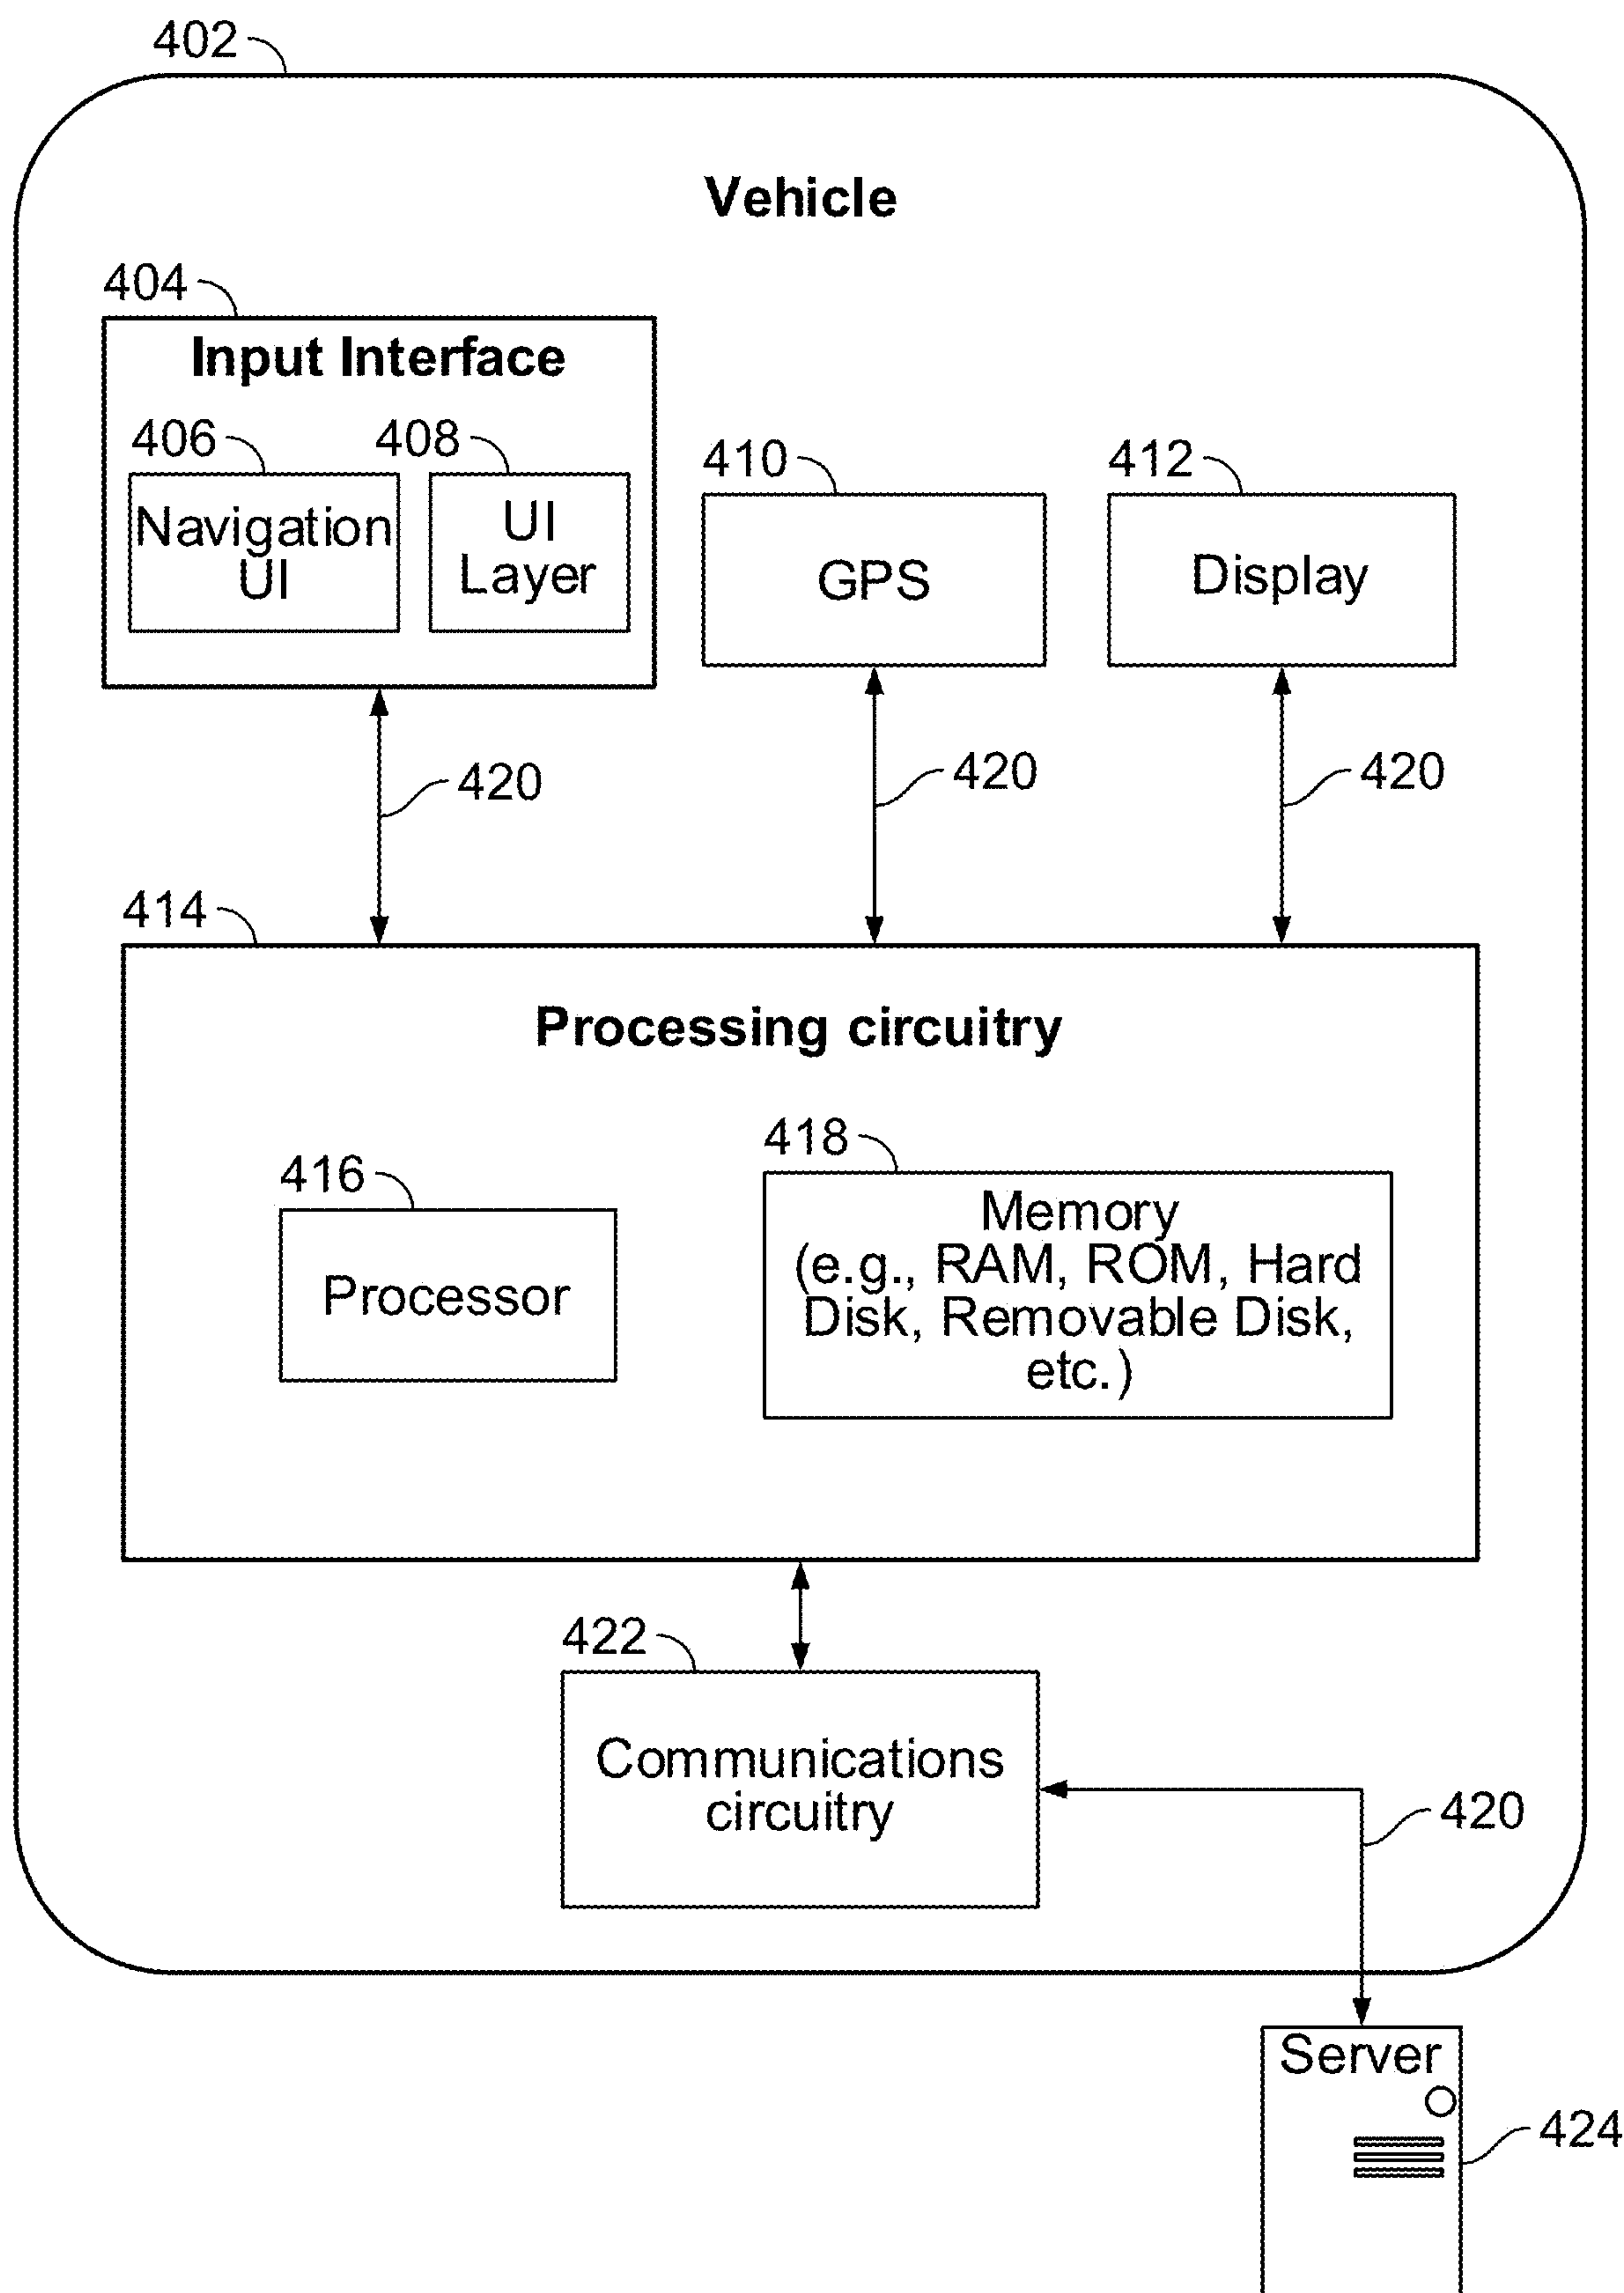 402
Vehicle
404
Input Interface
406
408
Navigation
UI
UI
Layer
410
GPS
412
Display
420
420
420
414
Processing circuitry
416
Processor
418
Memory
(e.g., RAM, ROM, Hard
Disk, Removable Disk,
etc.)
422
Communications
circuitry
420
Server
424